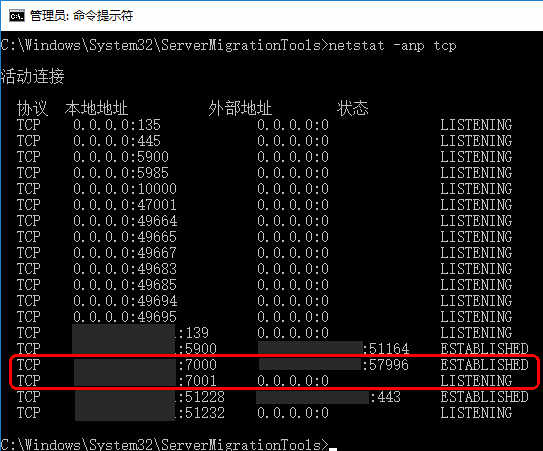 管理员: 命令提示符
C:\Windows\System32\ServerMigrationTools>netstat -anp tcp
活动连接
协议 本地地址 外部地址 状态
TCP 0.0.0.0:135 0.0.0.0:0 LISTENING
TCP 0.0.0.0:445 0.0.0.0:0 LISTENING
TCP 0.0.0.0:5900 0.0.0.0:0 LISTENING
TCP 0.0.0.0:5985 0.0.0.0:0 LISTENING
TCP 0.0.0.0:10000 0.0.0.0:0 LISTENING
TCP 0.0.0.0:47001 0.0.0.0:0 LISTENING
TCP 0.0.0.0:49664 0.0.0.0:0 LISTENING
TCP 0.0.0.0:49665 0.0.0.0:0 LISTENING
TCP 0.0.0.0:49667 0.0.0.0:0 LISTENING
TCP 0.0.0.0:49683 0.0.0.0:0 LISTENING
TCP 0.0.0.0:49685 0.0.0.0:0 LISTENING
TCP 0.0.0.0:49694 0.0.0.0:0 LISTENING
TCP 0.0.0.0:49695 0.0.0.0:0 LISTENING
TCP :139 0.0.0.0:0 LISTENING
TCP :5900 :51164 ESTABLISHED
TCP :7000 :57996 ESTABLISHED
TCP :7001 0.0.0.0:0 LISTENING
TCP :51228 :443 ESTABLISHED
TCP :51232 0.0.0.0:0 LISTENING
C:\Windows\System32\ServerMigrationTools>